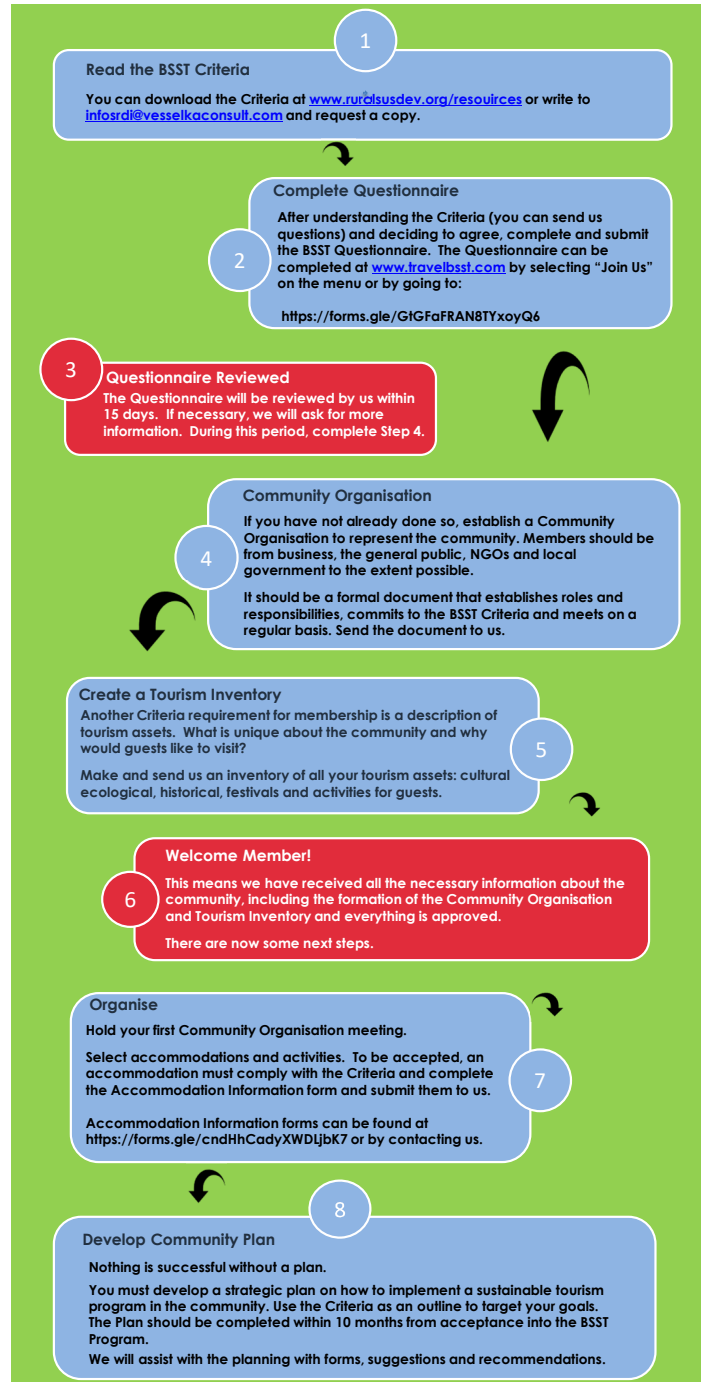 1
Read the BSST Criteria
You can download the Criteria at www.ruralsusdev.org/resouirces or write to
infosrdi@vesselkaconsult.com and request a copy.
Complete Questionnaire
After understanding the Criteria (you can send us
questions) and deciding to agree, complete and submit
the BSST Questionnaire. The Questionnaire can be
completed at www.travelbsst.com by selecting “Join Us”
on the menu or by going to:
https://forms.gle/GtGFaFRAN8TYxoyQ6
2
3
Questionnaire Reviewed
The Questionnaire will be reviewed by us within
15 days. If necessary, we will ask for more
information. During this period, complete Step 4.
Community Organisation
If you have not already done so, establish a Community
Organisation to represent the community. Members should be
from business, the general public, NGOs and local
government to the extent possible.
It should be a formal document that establishes roles and
responsibilities, commits to the BSST Criteria and meets on a
regular basis. Send the document to us.
4
Create a Tourism Inventory
Another Criteria requirement for membership is a description of
tourism assets. What is unique about the community and why
would guests like to visit?
Make and send us an inventory of all your tourism assets: cultural
ecological, historical, festivals and activities for guests.
5
Welcome Member!
This means we have received all the necessary information about the
community, including the formation of the Community Organisation
and Tourism Inventory and everything is approved.
There are now some next steps.
6
Organise
Hold your first Community Organisation meeting.
Select accommodations and activities. To be accepted, an
accommodation must comply with the Criteria and complete
the Accommodation Information form and submit them to us.
Accommodation Information forms can be found at
https://forms.gle/cndHhCadyXWDLjbK7 or by contacting us.
7
8
Develop Community Plan
Nothing is successful without a plan.
You must develop a strategic plan on how to implement a sustainable tourism
program in the community. Use the Criteria as an outline to target your goals.
The Plan should be completed within 10 months from acceptance into the BSST
Program.
We will assist with the planning with forms, suggestions and recommendations.